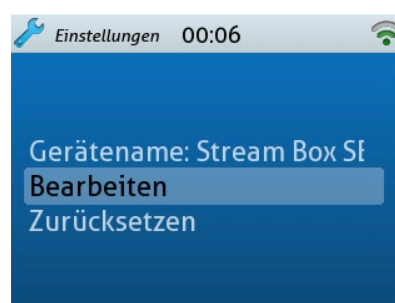 Einstellungen 00:06
Gerätename: Stream Box
Bearbeiten
Zurücksetzen